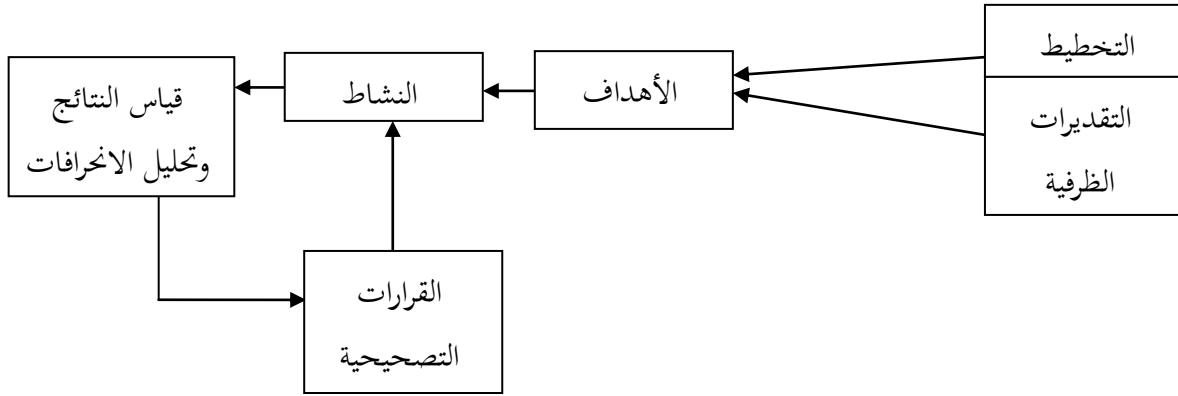 التخطيط
التقديرات
الظرفية
الأهداف
النشاط
قياس النتائج
وتحليل الانحرافات
القرارات
التصحيحية